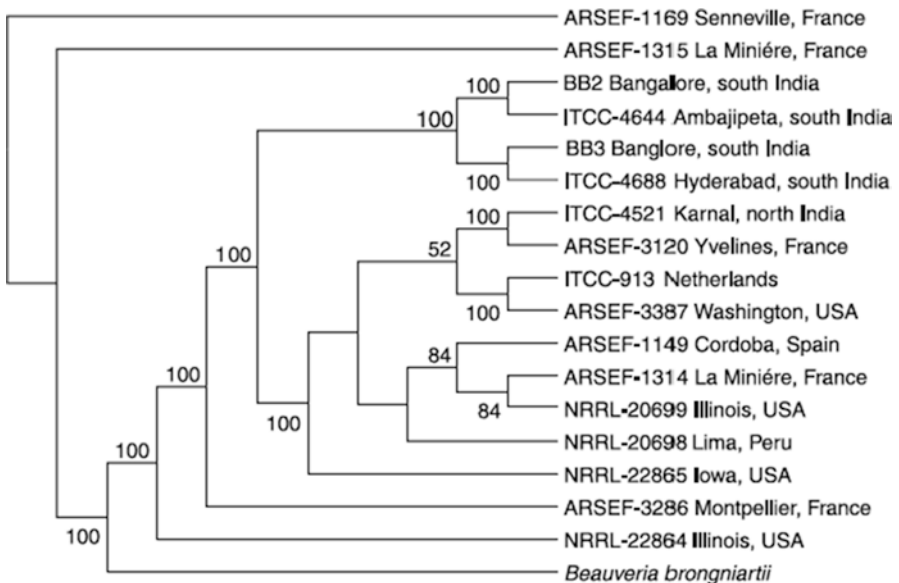 ARSEF-1169 Senneville, France
ARSEF-1315 La Miniére, France
100 BB2 Bangalore, south India
100 ITCC-4644 Ambajipeta, south India
BB3 Banglore, south India
100 ITCC-4688 Hyderabad, south India
100 ITCC-4521 Karnal, north India
100 52 ARSEF-3120 Yvelines, France
ITCC-913 Netherlands
100 ARSEF-3387 Washington, USA
84 ARSEF-1149 Cordoba, Spain
100 ARSEF-1314 La Miniére, France
100 84 NRRL-20699 Illinois, USA
100 NRRL-20698 Lima, Peru
NRRL-22865 Iowa, USA
ARSEF-3286 Montpellier, France
100 NRRL-22864 Illinois, USA
Beauveria brongniartii